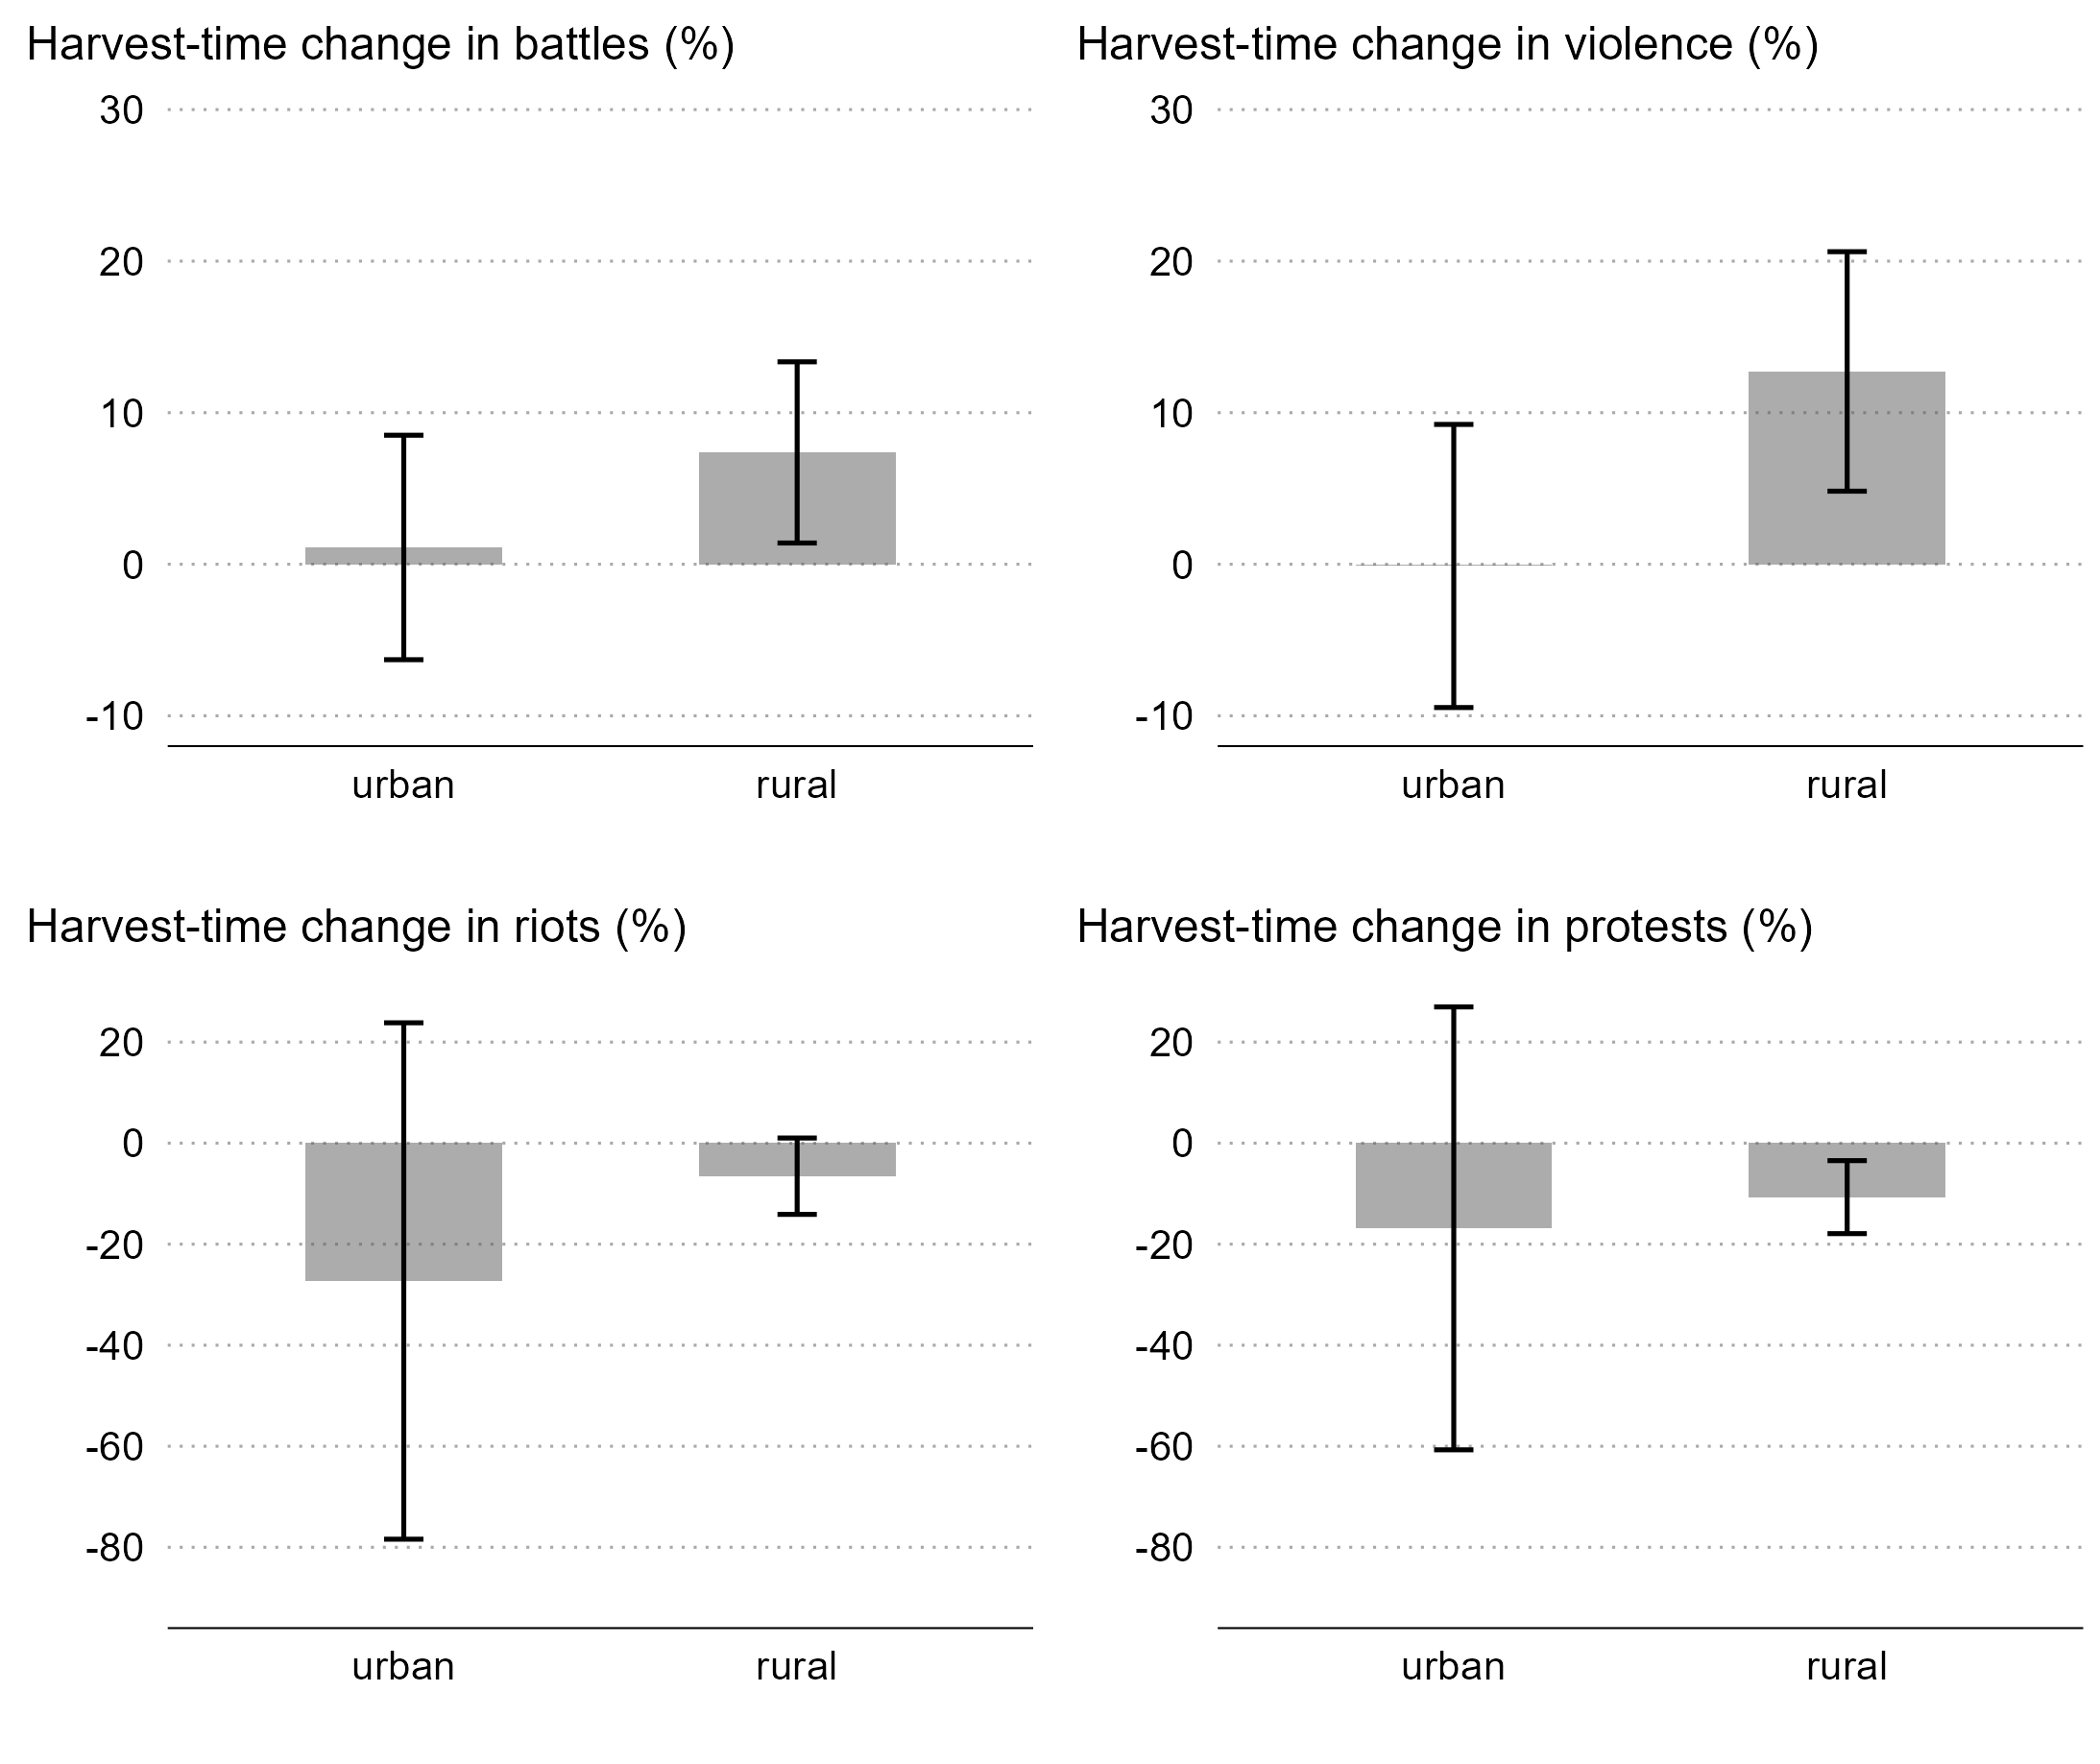 Harvest-time change in battles (%)
30
20
10
0
-10
urban rural
Harvest-time change in violence (%)
30
20
10
0
-10
urban rural
Harvest-time change in riots (%)
20
0
-20
-40
-60
-80
urban rural
Harvest-time change in protests (%)
20
0
-20
-40
-60
-80
urban rural